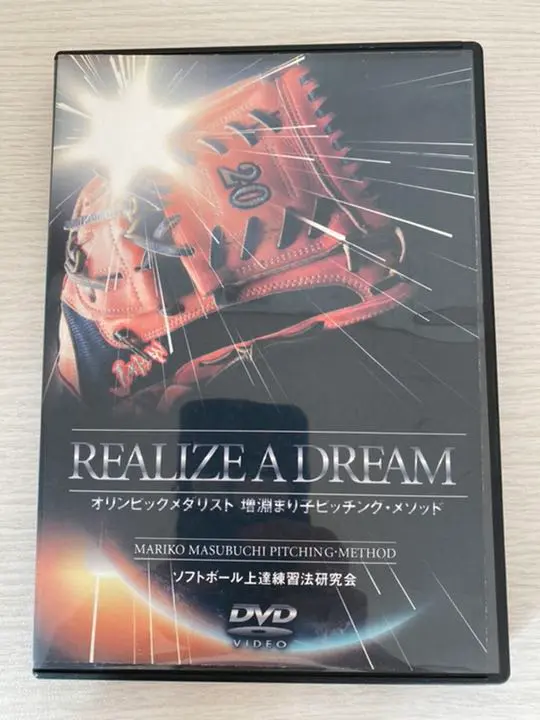 20
REALIZE A DREAM
オリンピックメダリスト 増淵まり子ピッチング・メソッド
MARIKO MASUBUCHI PITCHING・METHOD
ソフトボール上達練習法研究会
DVD
VIDEO